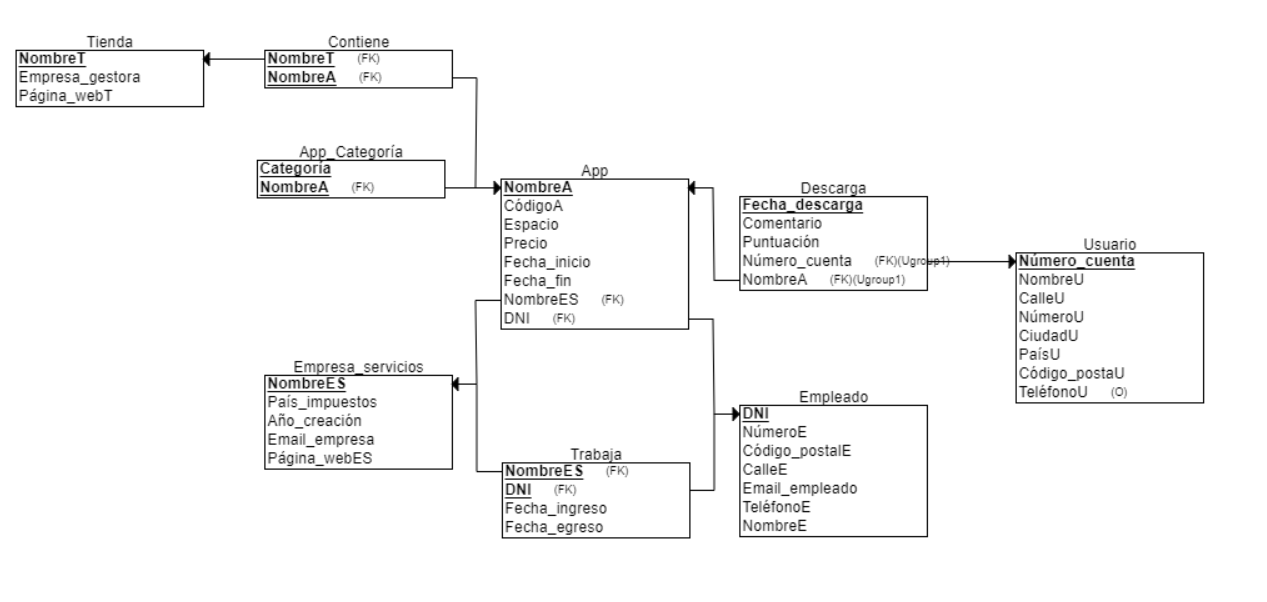 Tienda
NombreT
Empresa_gestora
Página_webT
Contiene
NombreT (FK)
NombreA (FK)
App_Categoría
Categoría
NombreA (FK)
App
NombreA
CódigoA
Espacio
Precio
Fecha_inicio
Fecha_fin
NombreES (FK)
DNI (FK)
Descarga
Fecha_descarga
Comentario
Puntuación
Número_cuenta (FK)(Ugroup1)
NombreA (FK)(Ugroup1)
Usuario
Número_cuenta
NombreU
CalleU
NúmeroU
CiudadU
PaísU
Código_postaU
TeléfonoU (O)
Empresa_servicios
NombreES
País_impuestos
Año_creación
Email_empresa
Página_webES
Trabaja
NombreES (FK)
DNI (FK)
Fecha_ingreso
Fecha_egreso
Empleado
DNI
NúmeroE
Código_postalE
CalleE
Email_empleado
TeléfonoE
NombreE